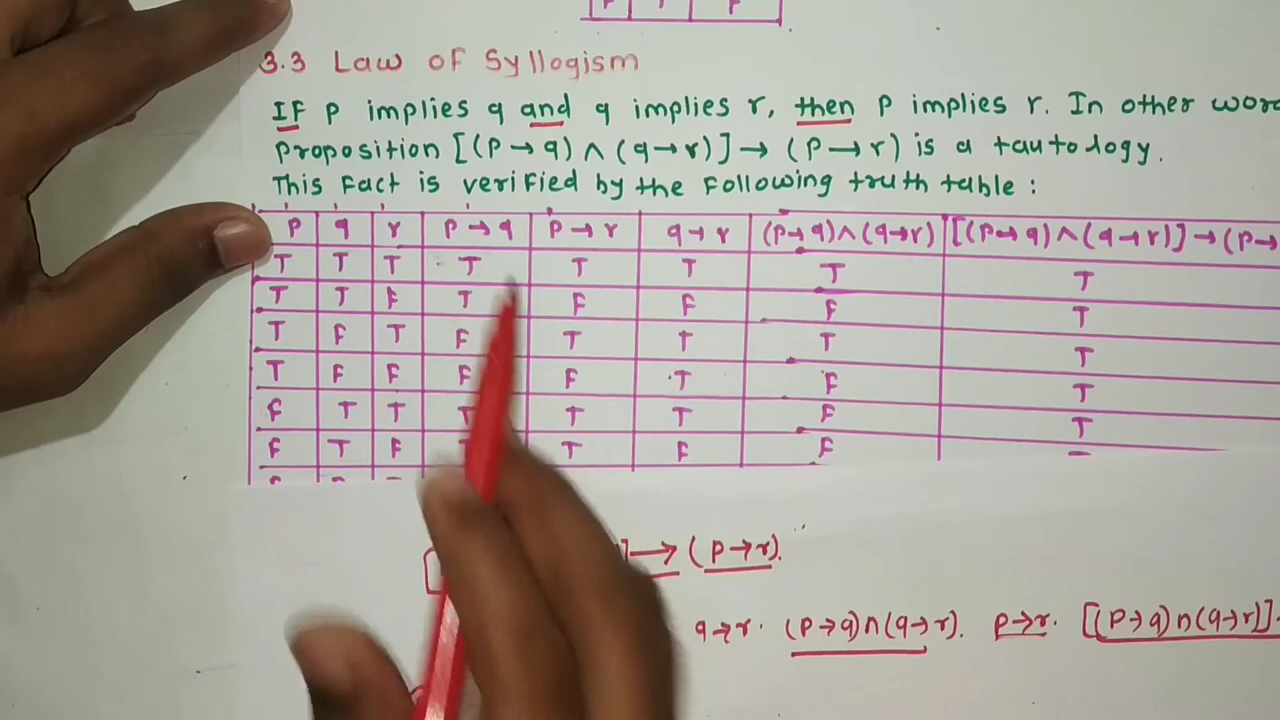 3.3 Law of Syllogism
IF p implies q and q implies r, then p implies r. In other
Proposition [(p→q)∧(q→r)]→(p→r) is a tautology.
This Fact is verified by the Following truth table :
p q r p→q p→r q→r (p→q)∧(q→r) [(p→q)∧(q→r)]→(p→
T T T T T T T T
T T F T F F F T
T F T F T T T T
T F F F F T F T
F T T T T T F T
F T F T F F
]→(p→r).
q→r. (p→q)∩(q→r). p→r. [(p→q)∩(q→r)]